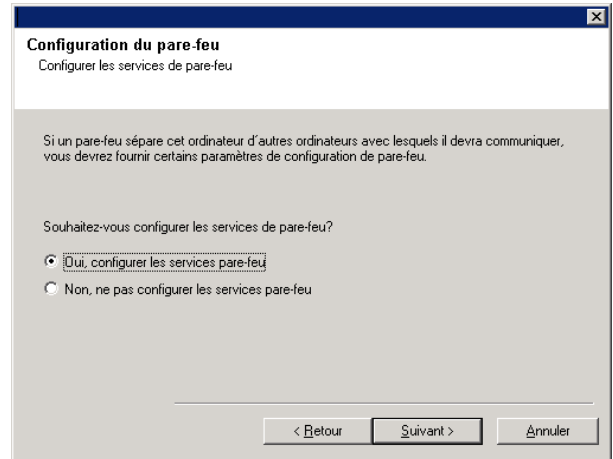 Configuration du pare-feu
Configurer les services de pare-feu
Si un pare-feu sépare cet ordinateur d´autres ordinateurs avec lesquels il devra communiquer,
vous devrez fournir certains paramètres de configuration de pare-feu.
Souhaitez-vous configurer les services de pare-feu?
Oui, configurer les services pare-feu
Non, ne pas configurer les services pare-feu
< Retour Suivant > Annuler